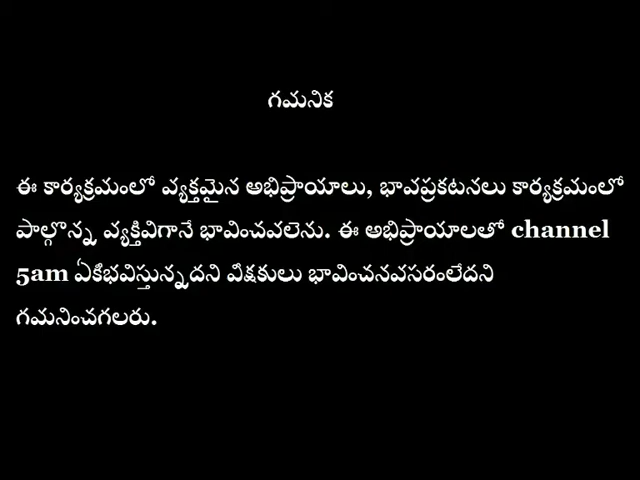 గమనిక
ఈ కార్యక్రమంలో వ్యక్తమైన అభిప్రాయాలు, భావప్రకటనలు కార్యక్రమంలో
పాల్గొన్న వ్యక్తివిగానే భావించవలెను. ఈ అభిప్రాయాలతో channel
5am ఏకీభవిస్తున్నదని వీక్షకులు భావించనవసరంలేదని
గమనించగలరు.